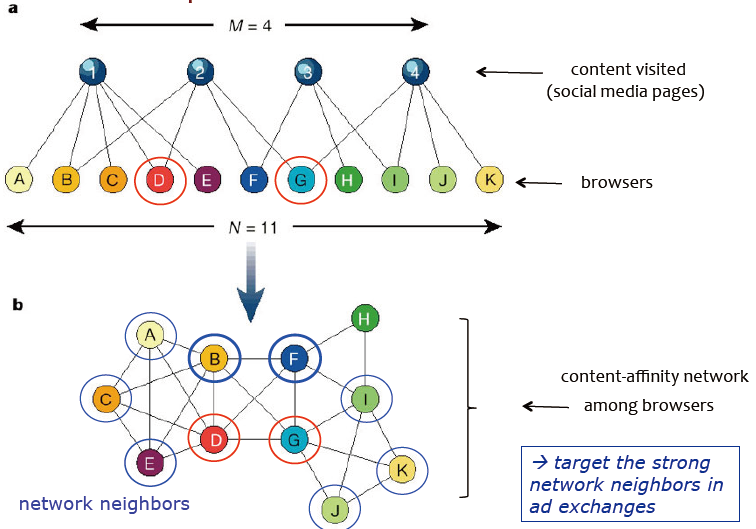 a
M = 4
1 2 3 4
content visited
(social media pages)
A B C D E F G H I J K
browsers
N = 11
b
H
A
B F
C I
D G
E K
J
content-affinity network
among browsers
network neighbors
→ target the strong
network neighbors in
ad exchanges